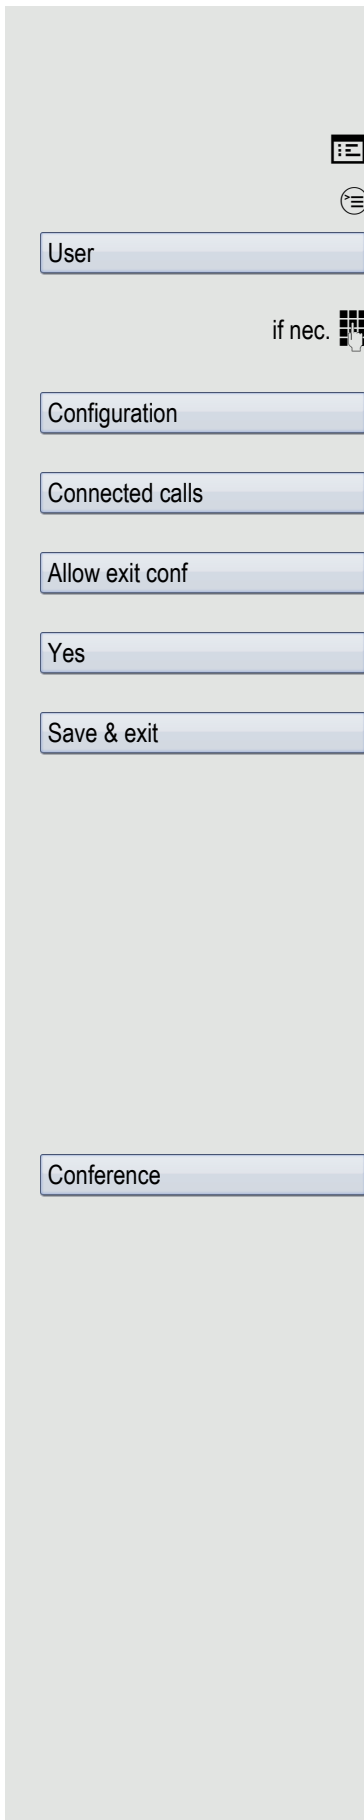 User
if nec.
Configuration
Connected calls
Allow exit conf
Yes
Save & exit
Conference